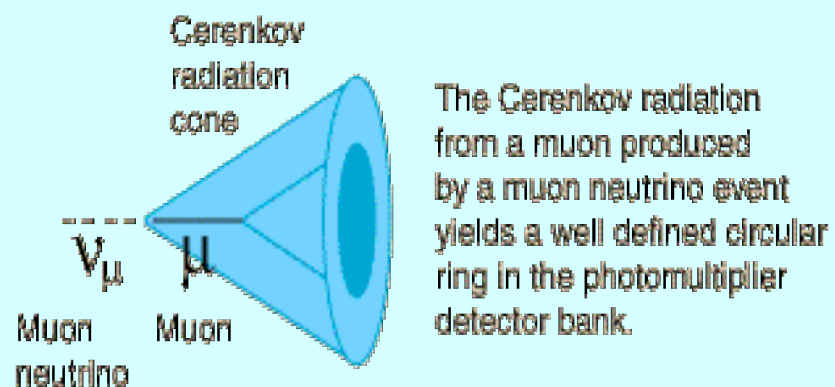 Cerenkov
radiation
cone
The Cerenkov radiation
from a muon produced
by a muon neutrino event
yields a well defined circular
ring in the photomultiplier
detector bank.
νμ
μ
Muon
neutrino
Muon